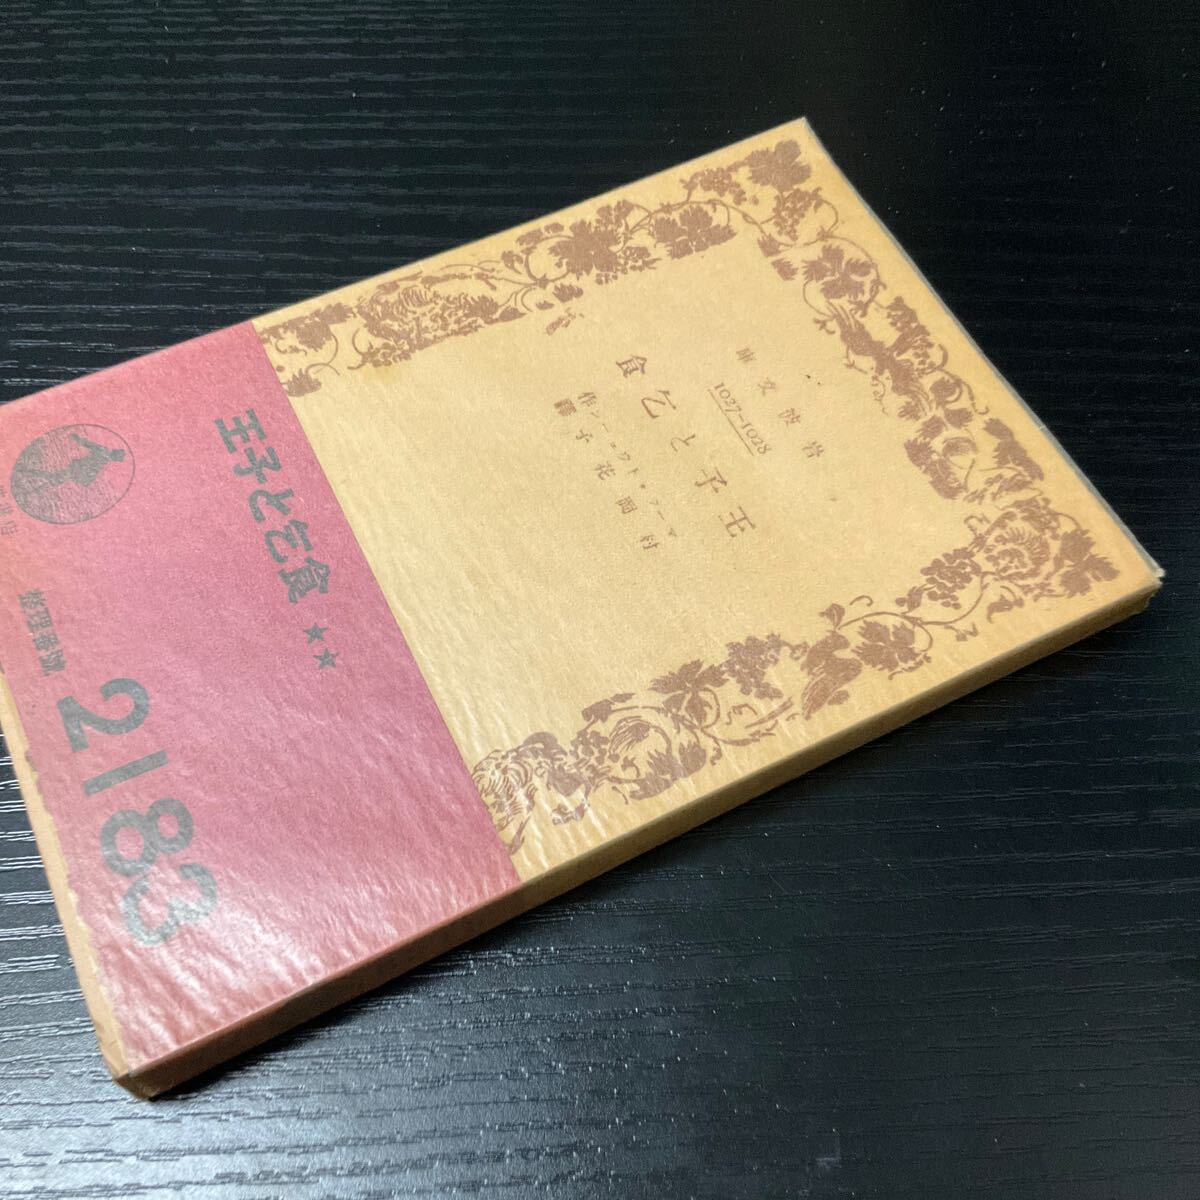 岩波文庫
1027-1028
王子と乞食
マーク・トウェーン作
村岡花子譯
王子と乞食 ★★
整理番號 2183